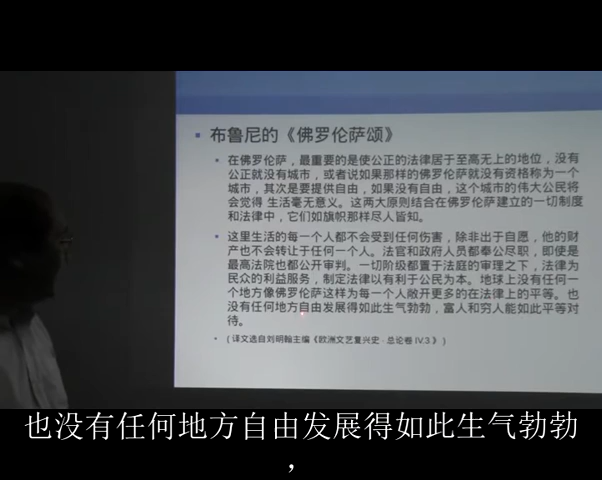 布鲁尼的《佛罗伦萨颂》
在佛罗伦萨，最重要的是使公正的法律居于至高无上的地位，没有
公正就没有城市，或者说如果那样的佛罗伦萨就没有资格称为一个
城市，其次是要提供自由，如果没有自由，这个城市的伟大公民将
会觉得 生活毫无意义。这两大原则结合在佛罗伦萨建立的一切制度
和法律中，它们如旗帜那样尽人皆知。
这里生活的每一个人都不会受到任何伤害，除非出于自愿，他的财
产也不会转让于任何一个人。法官和政府人员都奉公尽职，即使是
最高法院也都公开审判。一切阶级都置于法庭的审理之下，法律为
民众的利益服务，制定法律以有利于公民为本。地球上没有任何一
个地方像佛罗伦萨这样为每一个人敞开更多的在法律上的平等。也
没有任何地方自由发展得如此生气勃勃，富人和穷人能如此平等对
待。
（译文选自刘明翰主编《欧洲文艺复兴史·总论卷 IV.3》）
也没有任何地方自由发展得如此生气勃勃
，